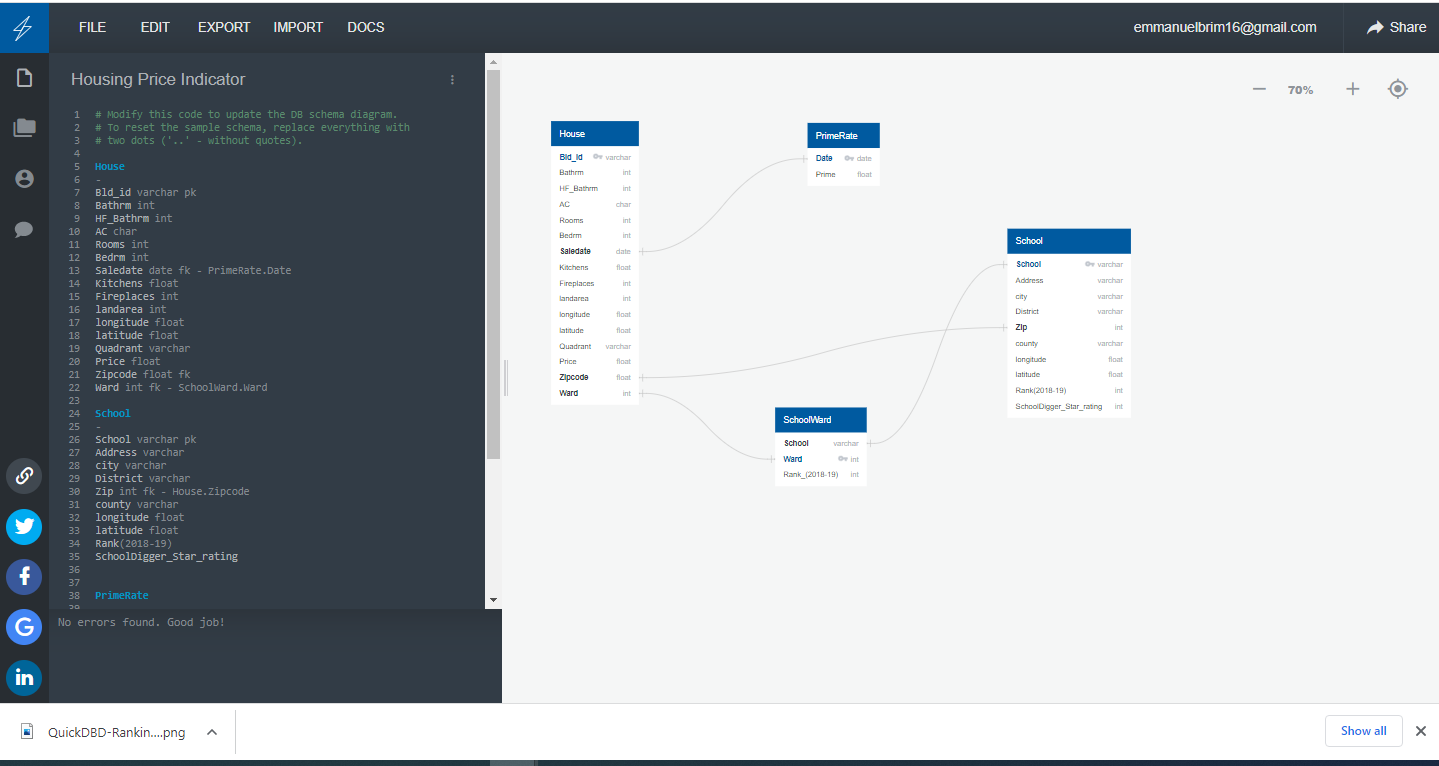 FILE EDIT EXPORT IMPORT DOCS emmanuelbrim16@gmail.com Share
Housing Price Indicator
1 # Modify this code to update the DB schema diagram.
2 # To reset the sample schema, replace everything with
3 # two dots ('..' - without quotes).
4
5 House
6 -
7 Bld_id varchar pk
8 Bathrm int
9 HF_Bathrm int
10 AC char
11 Rooms int
12 Bedrm int
13 Saledate date fk - PrimeRate.Date
14 Kitchens float
15 Fireplaces int
16 landarea int
17 longitud float
18 latitude float
19 Quadrant varchar
20 Price float
21 Zipcode float fk
22 Ward int fk - SchoolWard.Ward
23
24 School
25 -
26 School varchar pk
27 Address varchar
28 city varchar
29 District varchar
30 Zip int fk - House.Zipcode
31 county varchar
32 longitud float
33 latitude float
34 Rank(2018-19)
35 SchoolDigger_Star_rating
36
37
38 PrimeRate
39
No errors found. Good job!
70%
House
Bld_id varchar
Bathrm int
HF_Bathrm int
AC char
Rooms int
Bedrm int
Saledate date
Kitchens float
Fireplaces int
landarea int
longitud float
latitude float
Quadrant varchar
Price float
Zipcode float
Ward int
PrimeRate
Date date
Prime float
School
School varchar
Address varchar
city varchar
District varchar
Zip int
county varchar
longitud float
latitude float
Rank(2018-19) int
SchoolDigger_Star_rating int
SchoolWard
School varchar
Ward int
Rank_(2018-19) int
QuickDBD-Rankin....png
Show all